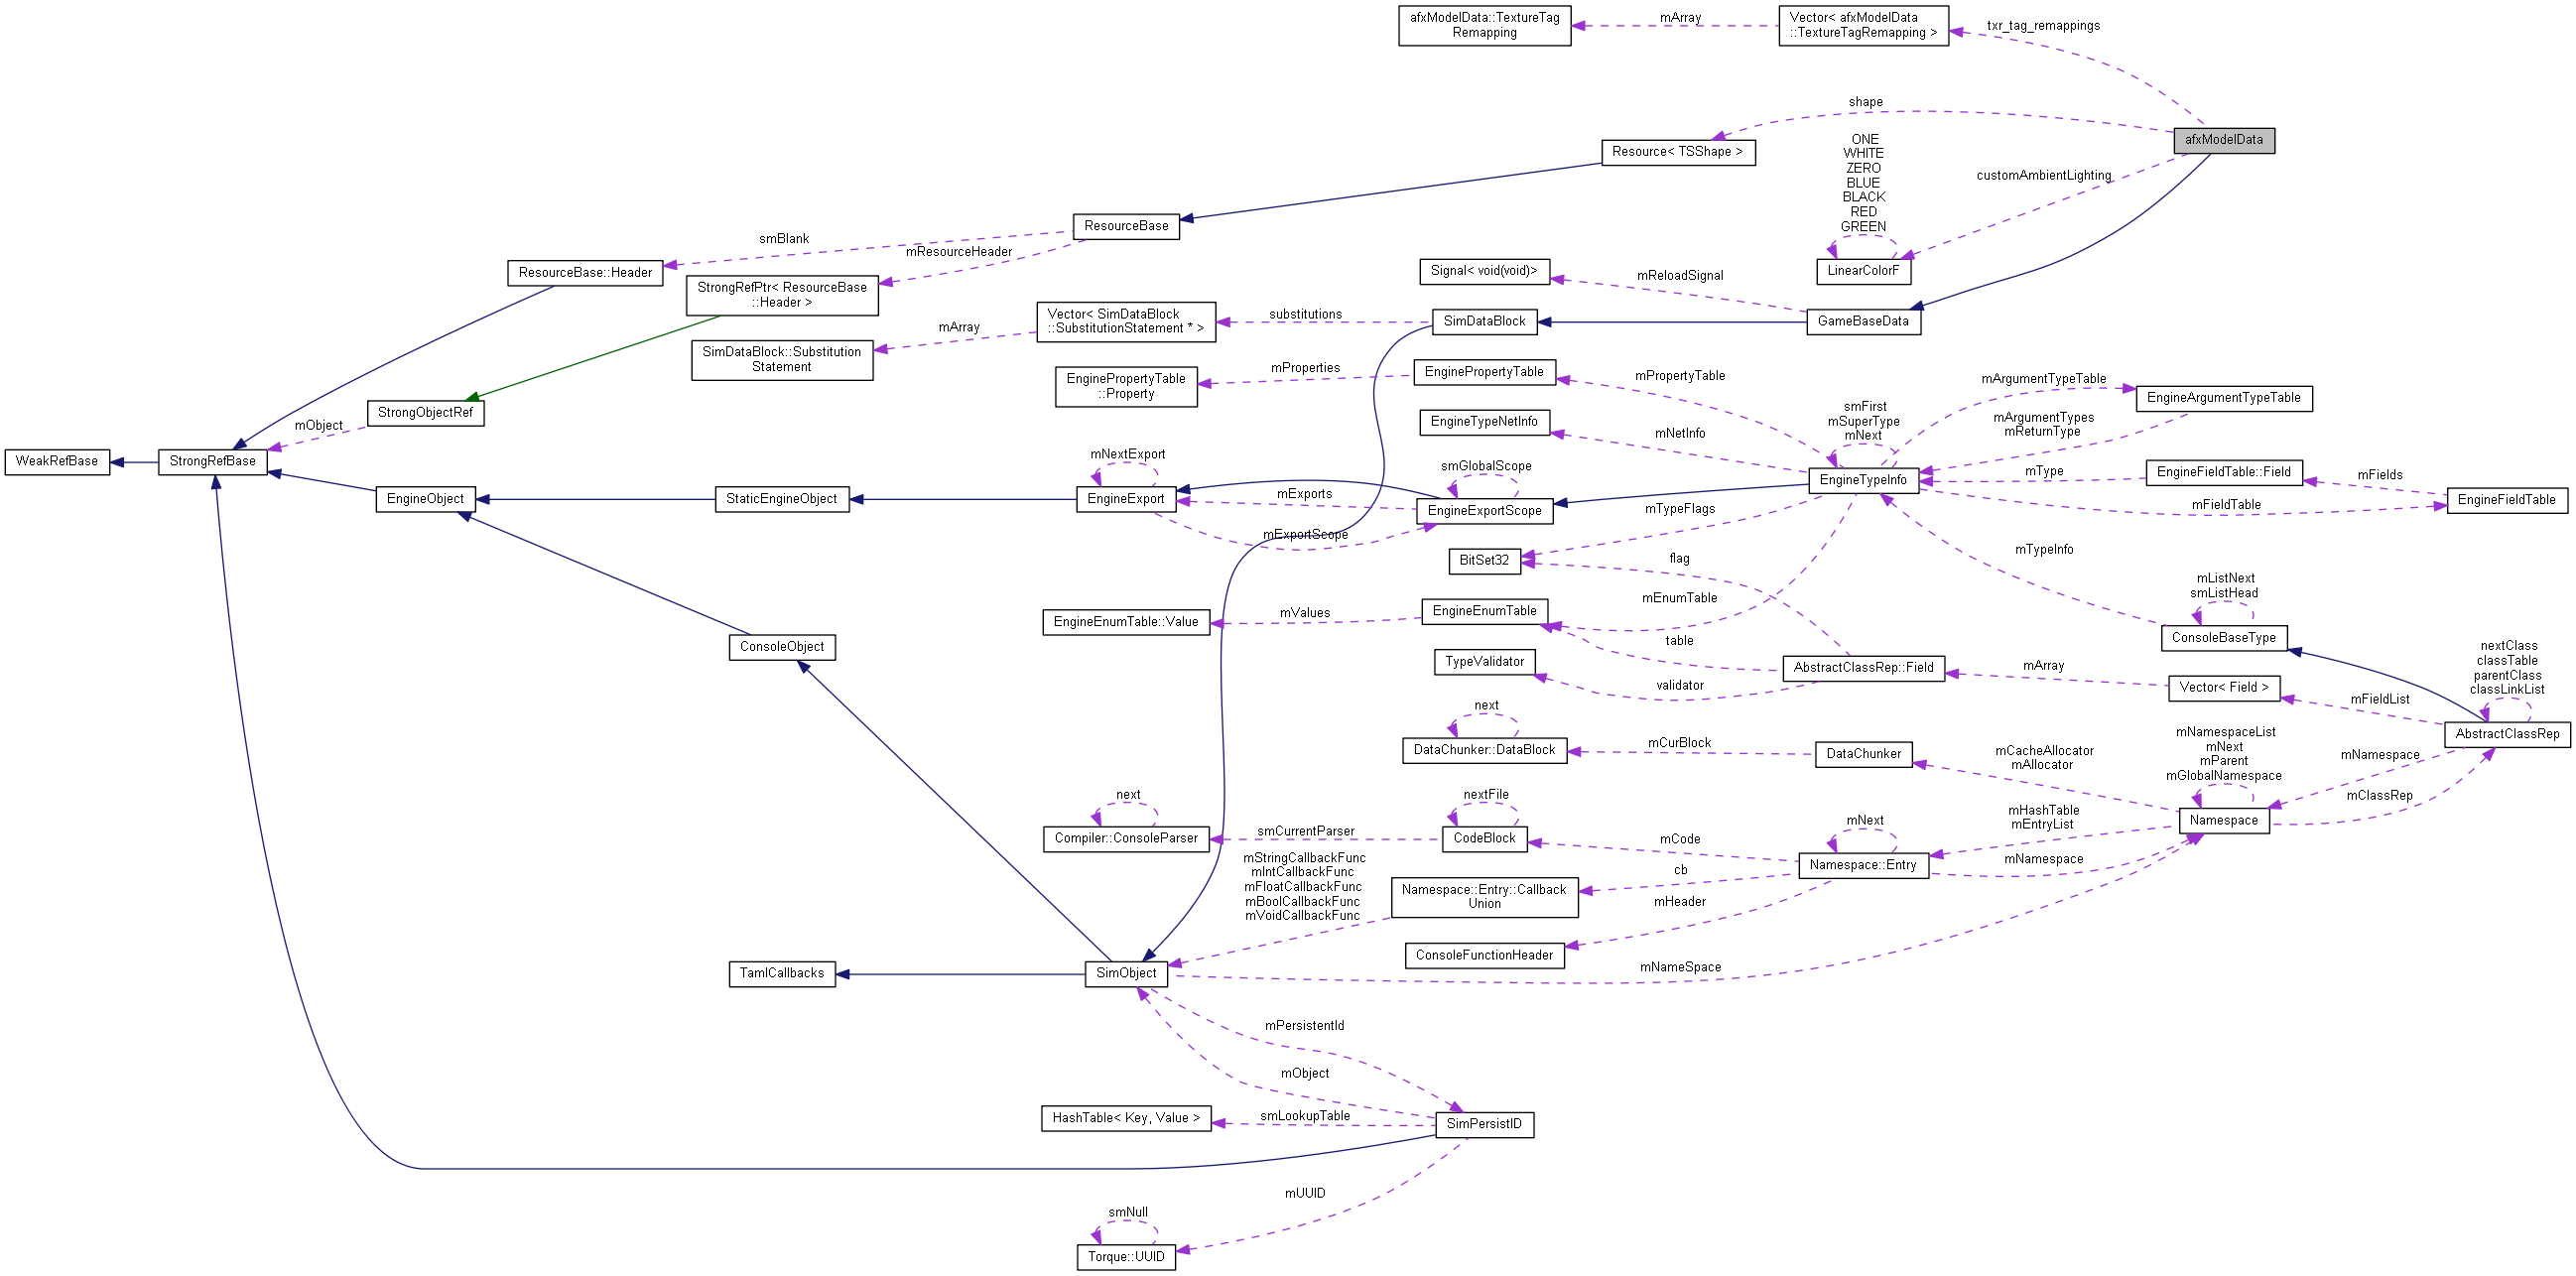 afxModelData::TextureTag
Remapping
mArray
Vector< afxModelData
::TextureTagRemapping >
txr_tag_remappings
afxModelData
shape
Resource< TSShape >
ONE
WHITE
ZERO
BLUE
BLACK
RED
GREEN
customAmbientLighting
LinearColorF
ResourceBase
smBlank
mResourceHeader
ResourceBase::Header
StrongRefPtr< ResourceBase
::Header >
Signal< void(void)>
mReloadSignal
GameBaseData
SimDataBlock
substitutions
Vector< SimDataBlock
::SubstitutionStatement * >
mArray
SimDataBlock::Substitution
Statement
EnginePropertyTable
::Property
mProperties
EnginePropertyTable
mPropertyTable
StrongObjectRef
mObject
WeakRefBase
StrongRefBase
EngineObject
StaticEngineObject
mNextExport
EngineExport
mExports
mExportScope
smGlobalScope
EngineExportScope
EngineTypeNetInfo
mNetInfo
smFirst
mSuperType
mNext
EngineTypeInfo
mArgumentTypeTable
EngineArgumentTypeTable
mArgumentTypes
mReturnType
mType
EngineFieldTable::Field
mFields
EngineFieldTable
mFieldTable
mTypeFlags
BitSet32
flag
mEnumTable
mTypeInfo
mListNext
smListHead
ConsoleBaseType
EngineEnumTable::Value
mValues
EngineEnumTable
table
ConsoleObject
TypeValidator
validator
AbstractClassRep::Field
mArray
Vector< Field >
mFieldList
nextClass
classTable
parentClass
classLinkList
AbstractClassRep
next
DataChunker::DataBlock
mCurBlock
DataChunker
mCacheAllocator
mAllocator
mNamespaceList
mNext
mParent
mGlobalNamespace
Namespace
mNamespace
mClassRep
next
Compiler::ConsoleParser
smCurrentParser
nextFile
CodeBlock
mCode
mNext
Namespace::Entry
mHashTable
mEntryList
mNamespace
mStringCallbackFunc
mIntCallbackFunc
mFloatCallbackFunc
mBoolCallbackFunc
mVoidCallbackFunc
Namespace::Entry::Callback
Union
cb
mHeader
ConsoleFunctionHeader
TamlCallbacks
SimObject
mNameSpace
mPersistentId
mObject
HashTable< Key, Value >
smLookupTable
SimPersistID
mUUID
smNull
Torque::UUID